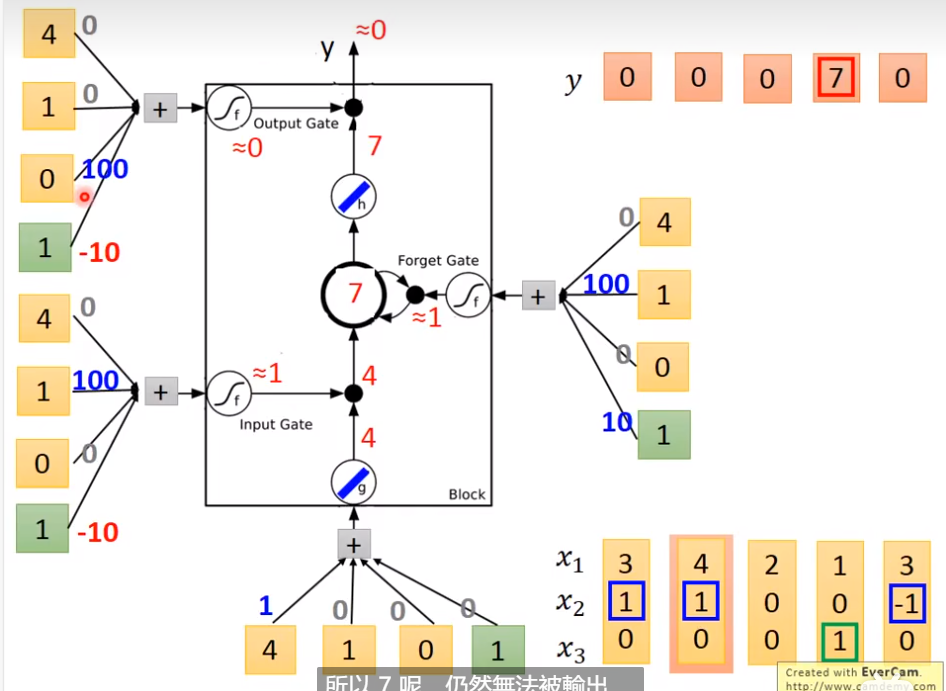 4 0
1 0
0 100
1 -10
+
f
Output Gate
≈0
y ≈0
7
h
7
Forget Gate
f
≈1
+
0 4
100 1
0 0
10 1
y 0 0 0 7 0
4 0
1 100
0 0
1 -10
+
f
≈1
Input Gate
4
4
g
Block
+
1 0 0 0
4 1 0 1
x₁ 3 4 2 1 3
x₂ 1 1 0 0 -1
x₃ 0 0 0 1 0
所以 7 呢 仍然無法被輸出
Created with EverCam.
http://www.camdemy.com